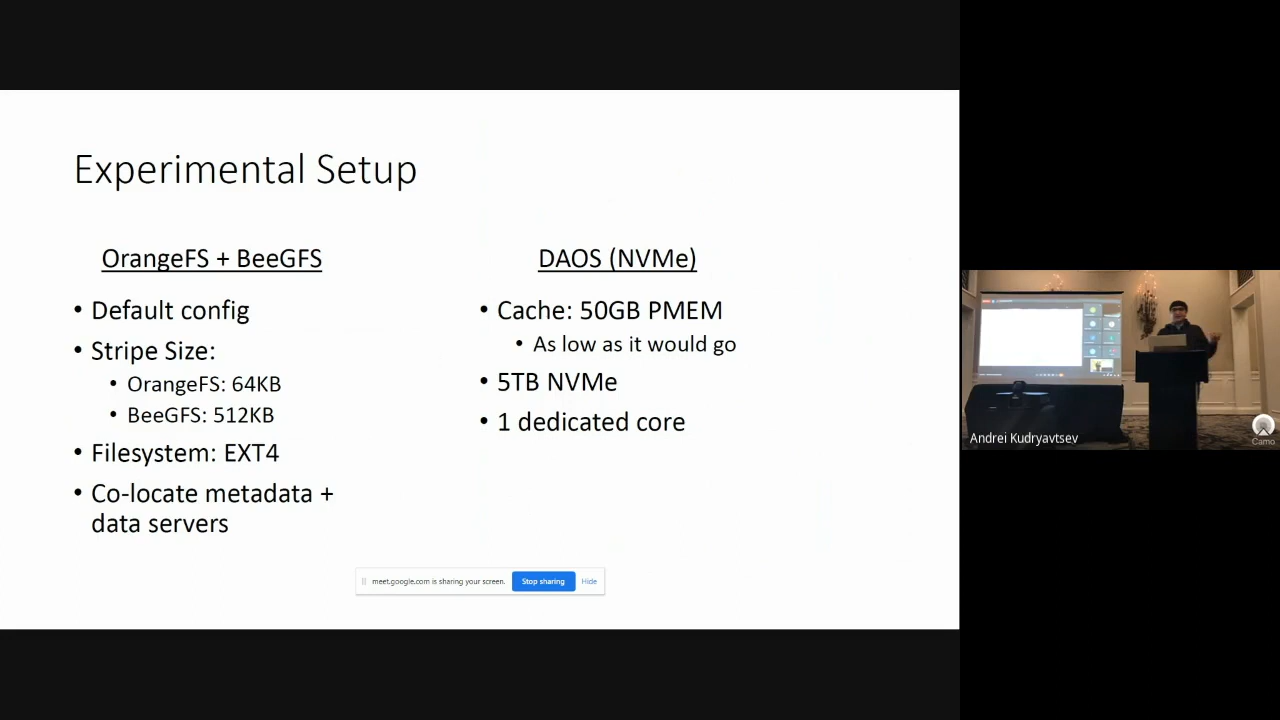 Experimental Setup
OrangeFS + BeeGFS
• Default config
• Stripe Size:
• OrangeFS: 64KB
• BeeGFS: 512KB
• Filesystem: EXT4
• Co-locate metadata +
data servers
DAOS (NVMe)
• Cache: 50GB PMEM
• As low as it would go
• 5TB NVMe
• 1 dedicated core
meet.google.com is sharing your screen. Stop sharing Hide
Andrei Kudryavtsev
Camo